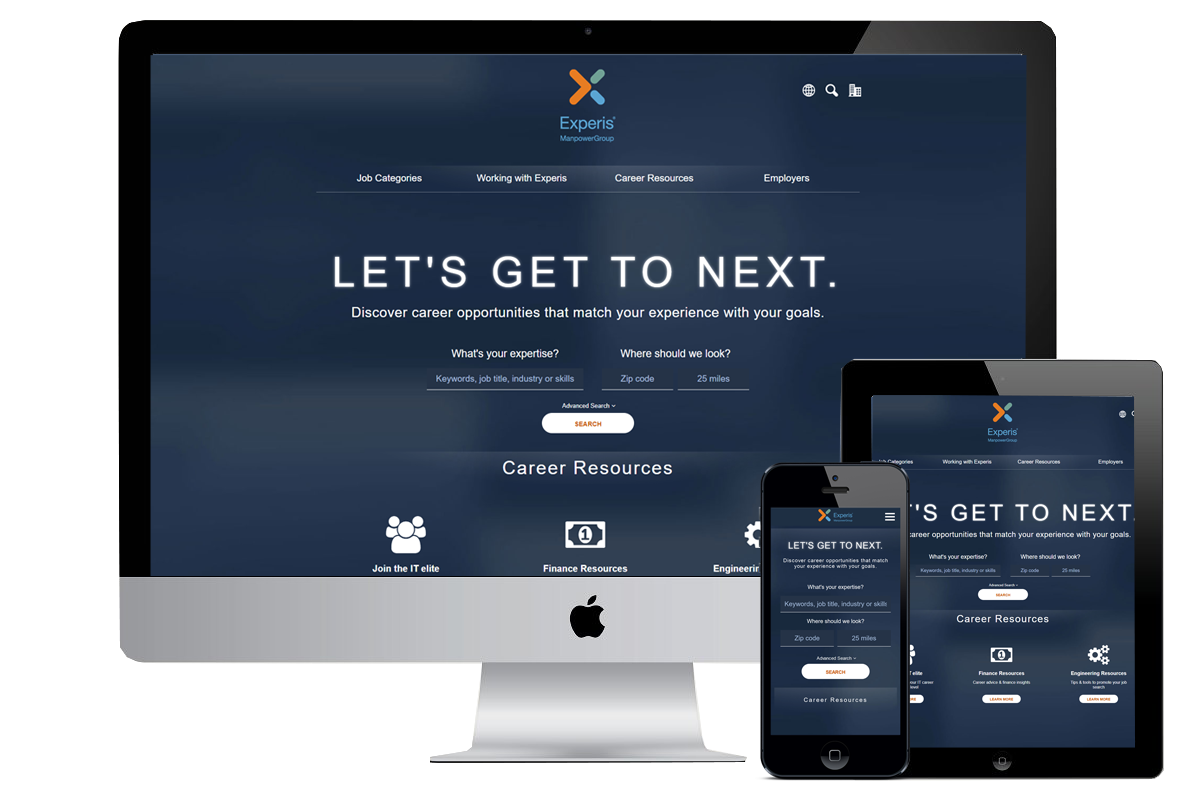 Experis
ManpowerGroup
Job Categories
Working with Experis
Career Resources
Employers
LET'S GET TO NEXT.
Discover career opportunities that match your experience with your goals.
What's your expertise?
Where should we look?
Keywords, job title, industry or skills
Zip code
25 miles
Advanced Search
SEARCH
Career Resources
1
Join the IT elite
Finance Resources
Engineerin
Experis
ManpowerGroup
LET'S GET TO NEXT.
Discover career opportunities that match
your experience with your goals.
What's your expertise?
Keywords, job title, industry or skills
Where should we look?
Zip code
25 miles
Advanced Search
SEARCH
Career Resources
Experis
ManpowerGroup
Job Categories
Working with Experis
Career Resources
Employers
'S GET TO NEXT.
career opportunities that match your experience with your goals.
What's your expertise?
Where should we look?
Keywords, job title, industry or skills
Zip code
25 miles
Advanced Search
SEARCH
Career Resources
1
elite
Finance Resources
Engineering Resources
your IT career
level
Career advice & finance insights
Tips & tools to promote your job
search
LEARN MORE
LEARN MORE